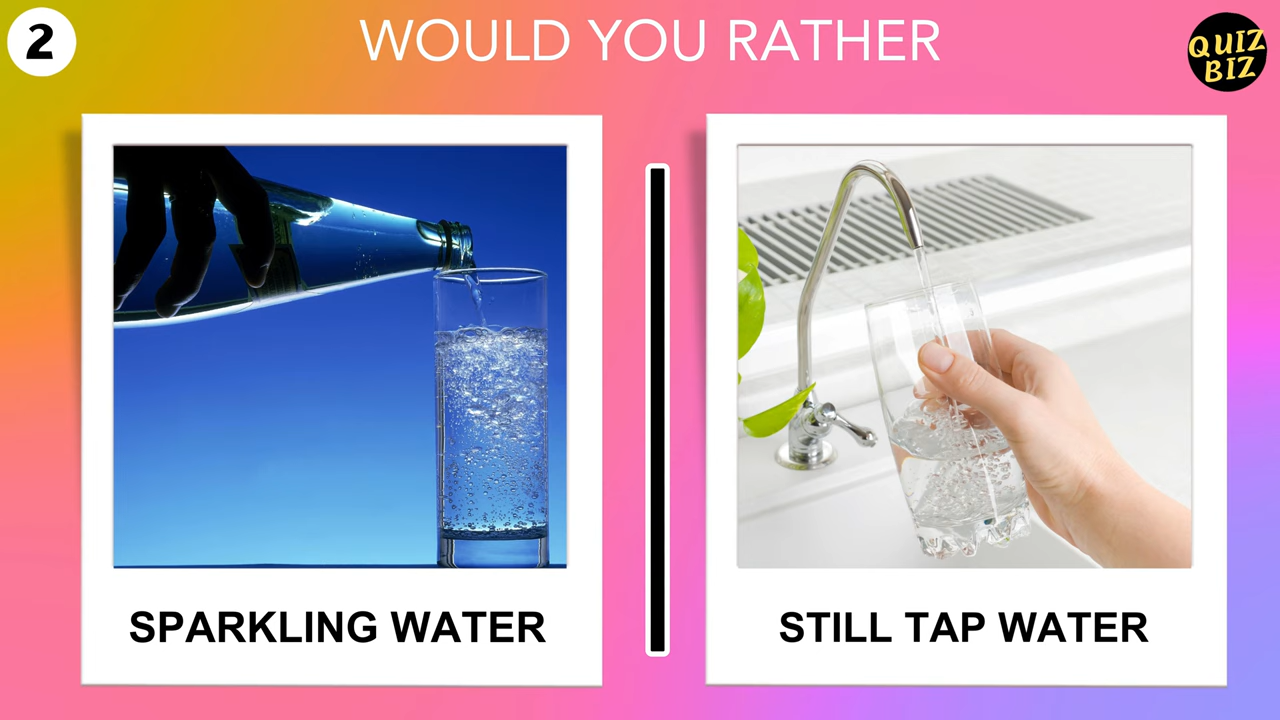 2
WOULD YOU RATHER
QUIZ
BIZ
SPARKLING WATER
STILL TAP WATER